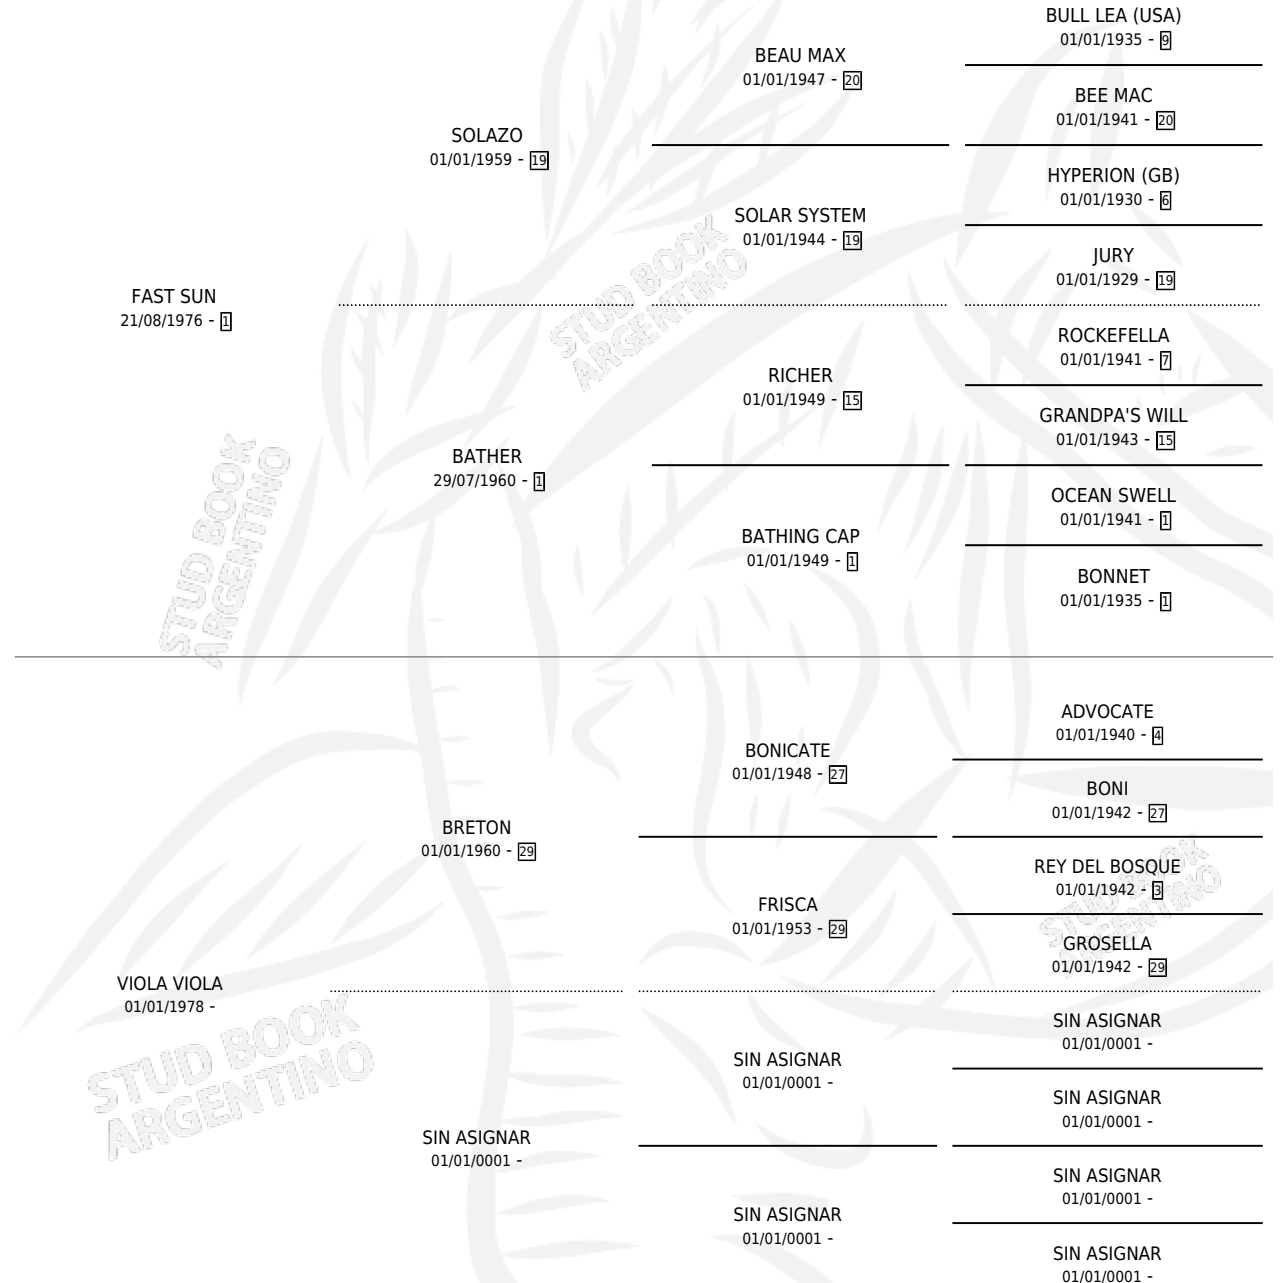 BULL LEA (USA)
01/01/1935 - 9
BEAU MAX
01/01/1947 - 20
BEE MAC
01/01/1941 - 20
SOLAZO
01/01/1959 - 19
HYPERION (GB)
01/01/1930 - 6
SOLAR SYSTEM
01/01/1944 - 19
JURY
01/01/1929 - 19
FAST SUN
21/08/1976 - 1
ROCKEFELLA
01/01/1941 - 7
RICHER
01/01/1949 - 15
GRANDPA'S WILL
01/01/1943 - 15
BATHER
29/07/1960 - 1
OCEAN SWELL
01/01/1941 - 1
BATHING CAP
01/01/1949 - 1
BONNET
01/01/1935 - 1
STUD BOOK
ARGENTINO
STUD BOOK
ARGENTINO
ADVOCATE
01/01/1940 - 4
BONICATE
01/01/1948 - 27
BONI
01/01/1942 - 27
BRETON
01/01/1960 - 29
REY DEL BOSQUE
01/01/1942 - 3
FRISCA
01/01/1953 - 29
GROSELLA
01/01/1942 - 29
STUD BOOK
ARGENTINO
VIOLA VIOLA
01/01/1978 -
SIN ASIGNAR
01/01/0001 -
SIN ASIGNAR
01/01/0001 -
SIN ASIGNAR
01/01/0001 -
SIN ASIGNAR
01/01/0001 -
SIN ASIGNAR
01/01/0001 -
SIN ASIGNAR
01/01/0001 -
SIN ASIGNAR
01/01/0001 -
STUD BOOK
ARGENTINO